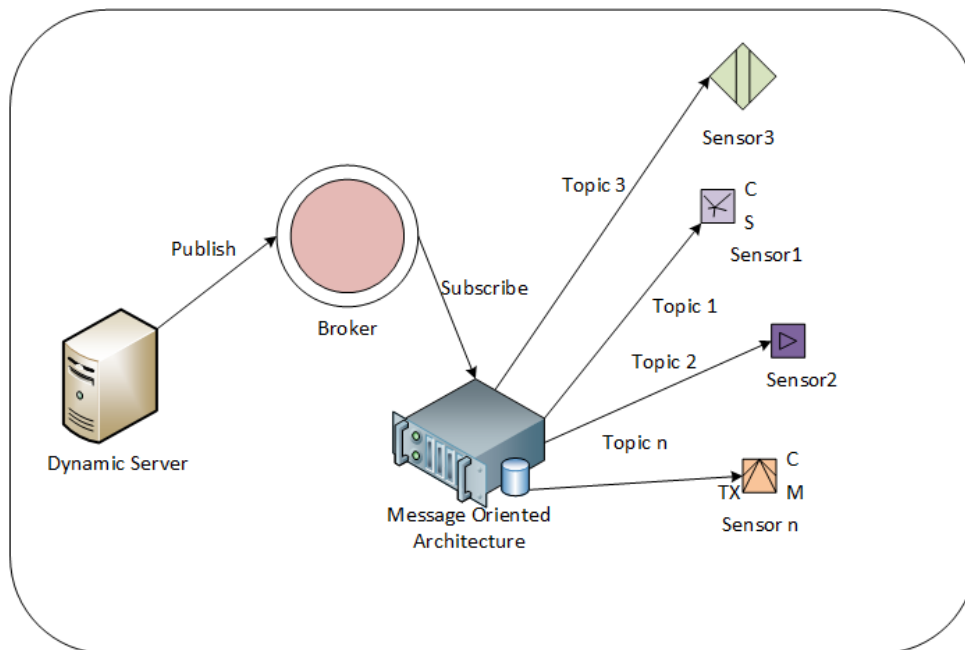 Sensor3
Topic 3
C
S
Sensor1
Publish
Subscribe
Broker
Topic 1
Topic 2
Sensor2
Dynamic Server
Topic n
C
TX
M
Sensor n
Message Oriented
Architecture